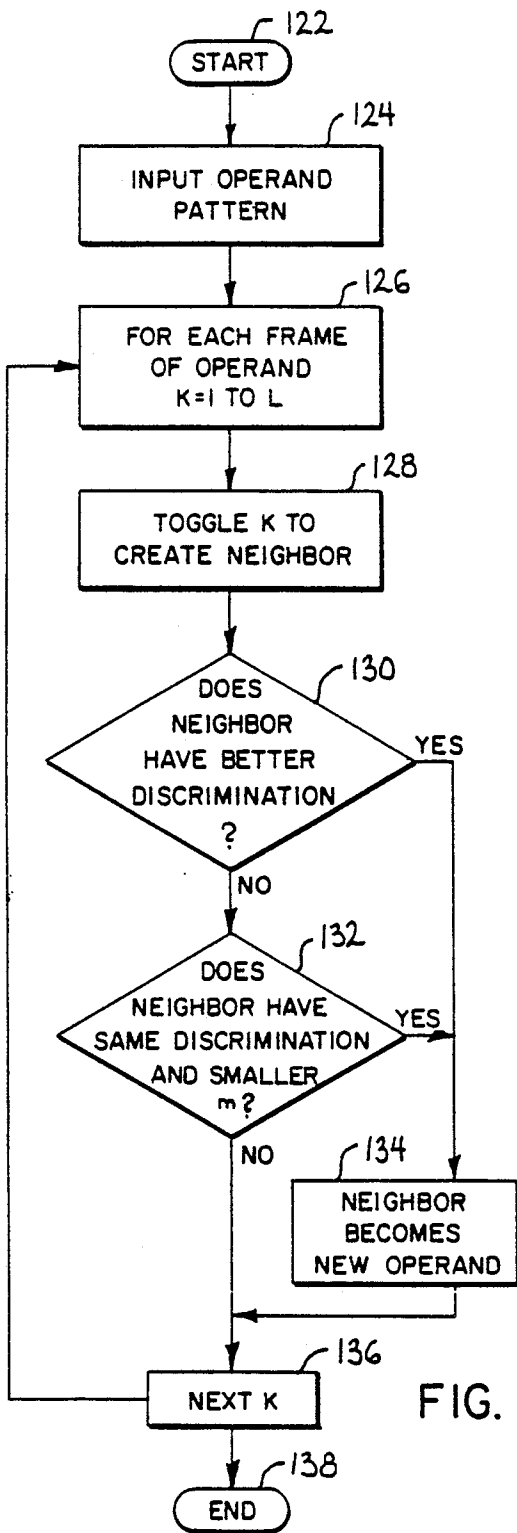 122
START
124
INPUT OPERAND
PATTERN
126
FOR EACH FRAME
OF OPERAND
K=1 TO L
128
TOGGLE K TO
CREATE NEIGHBOR
130
DOES
NEIGHBOR
HAVE BETTER
DISCRIMINATION
?
YES
NO
132
DOES
NEIGHBOR HAVE
SAME DISCRIMINATION
AND SMALLER
m?
YES
NO
134
NEIGHBOR
BECOMES
NEW OPERAND
136
NEXT K
FIG.
138
END